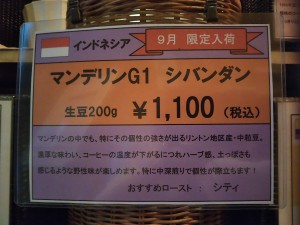 インドネシア
9月 限定入荷
マンデリンG1 シバンダン
生豆200g ¥1,100 (税込)
マンデリンの中でも、特にその個性の強さが出るリントン地区産・中粒豆。
濃厚な味わい、コーヒーの温度が下がるにつれハーブ感、土っぽさも
感じるような野性味が楽しめます。特に中深煎りで個性が際立ちます！
おすすめロースト : シティ